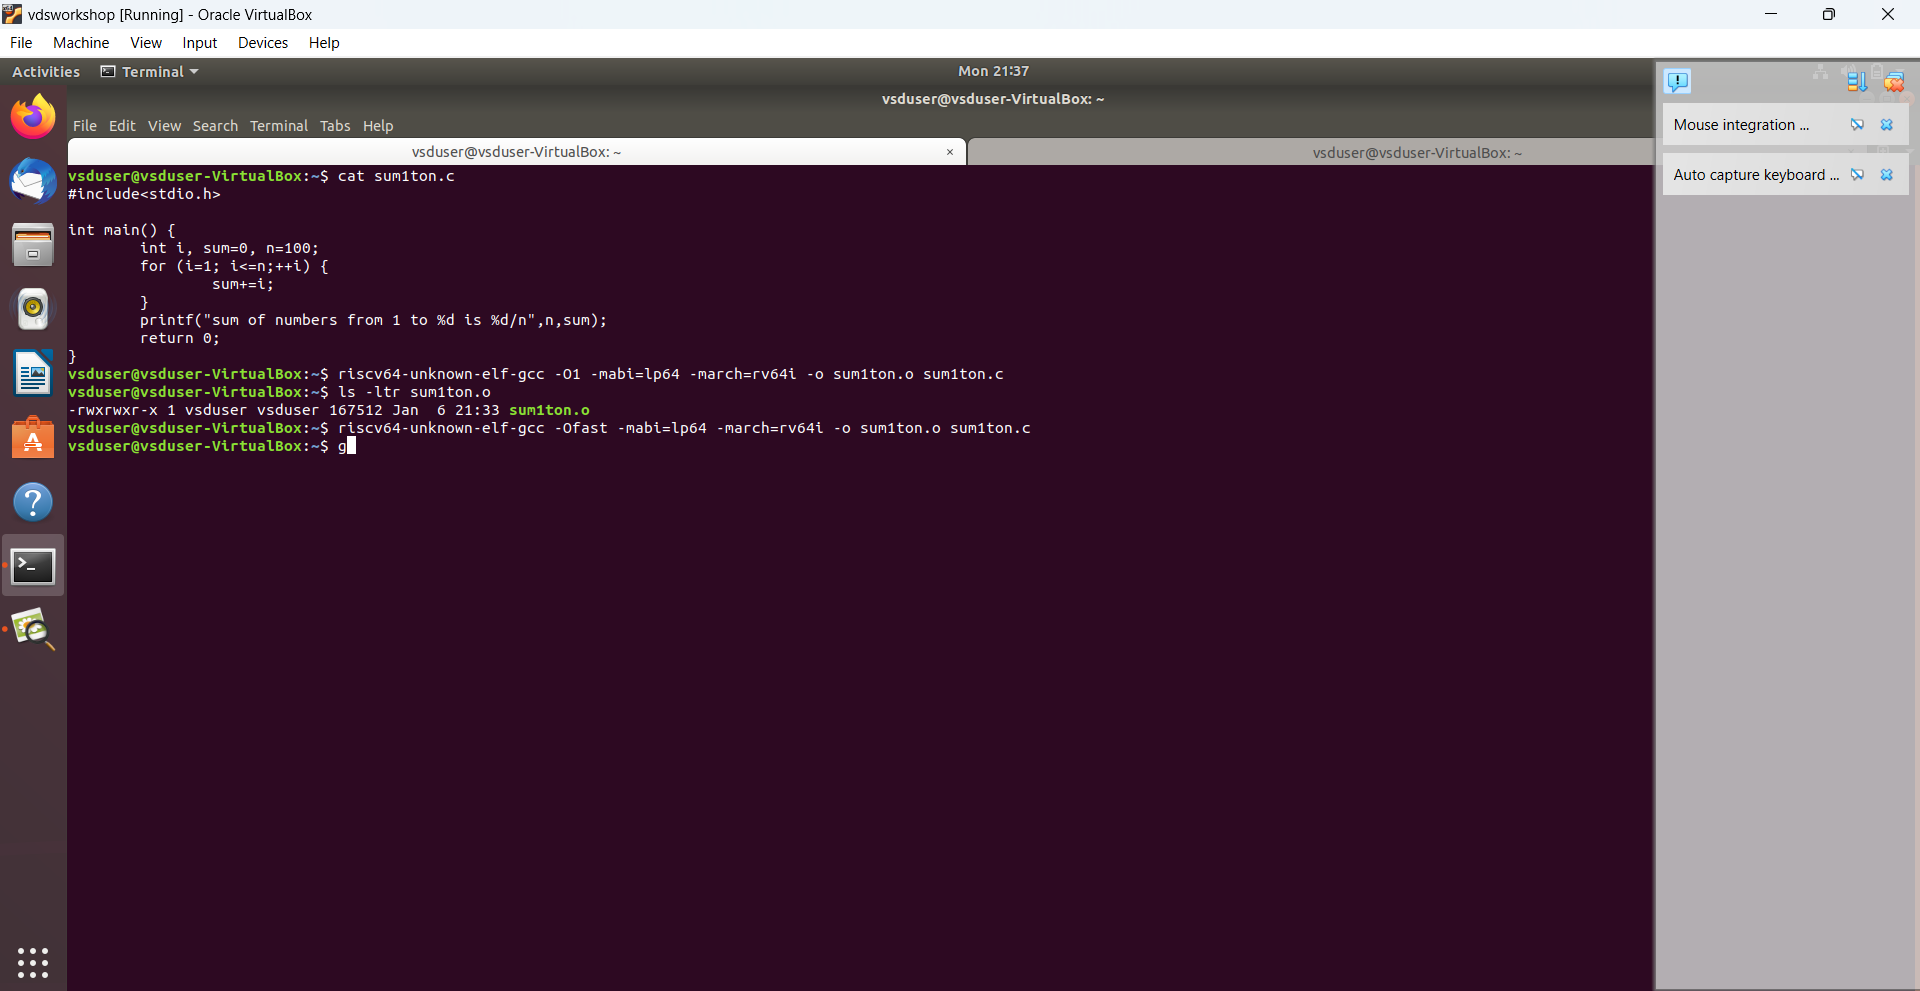 vdsworkshop [Running] - Oracle VirtualBox
File Machine View Input Devices Help
Activities Terminal Mon 21:37
vsduser@vsduser-VirtualBox: ~
File Edit View Search Terminal Tabs Help
vsduser@vsduser-VirtualBox: ~ × vsduser@vsduser-VirtualBox: ~
vsduser@vsduser-VirtualBox:~$ cat sum1ton.c
#include<stdio.h>
int main() {
int i, sum=0, n=100;
for (i=1; i<=n;++i) {
sum+=i;
}
printf("sum of numbers from 1 to %d is %d/n",n,sum);
return 0;
}
vsduser@vsduser-VirtualBox:~$ riscv64-unknown-elf-gcc -O1 -mabi=lp64 -march=rv64i -o sum1ton.o sum1ton.c
vsduser@vsduser-VirtualBox:~$ ls -ltr sum1ton.o
-rwxrwxr-x 1 vsduser vsduser 167512 Jan  6 21:33 sum1ton.o
vsduser@vsduser-VirtualBox:~$ riscv64-unknown-elf-gcc -Ofast -mabi=lp64 -march=rv64i -o sum1ton.o sum1ton.c
vsduser@vsduser-VirtualBox:~$ g
Mouse integration ...
Auto capture keyboard ...